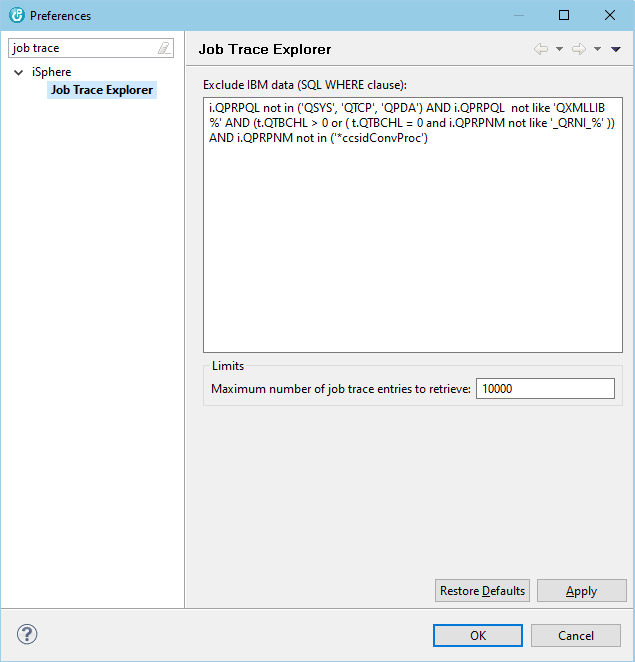 Preferences
job trace
iSphere
Job Trace Explorer
Job Trace Explorer
Exclude IBM data (SQL WHERE clause):
i.QPRPQL not in ('QSYS', 'QTCP', 'QPDA') AND i.QPRPQL  not like 'QXMLLIB
%' AND (t.QTBCHL > 0 or ( t.QTBCHL = 0 and i.QPRPNM not like '_QRNI_%' ))
AND i.QPRPNM not in ('*ccsidConvProc')
Limits
Maximum number of job trace entries to retrieve: 10000
Restore Defaults Apply
OK Cancel